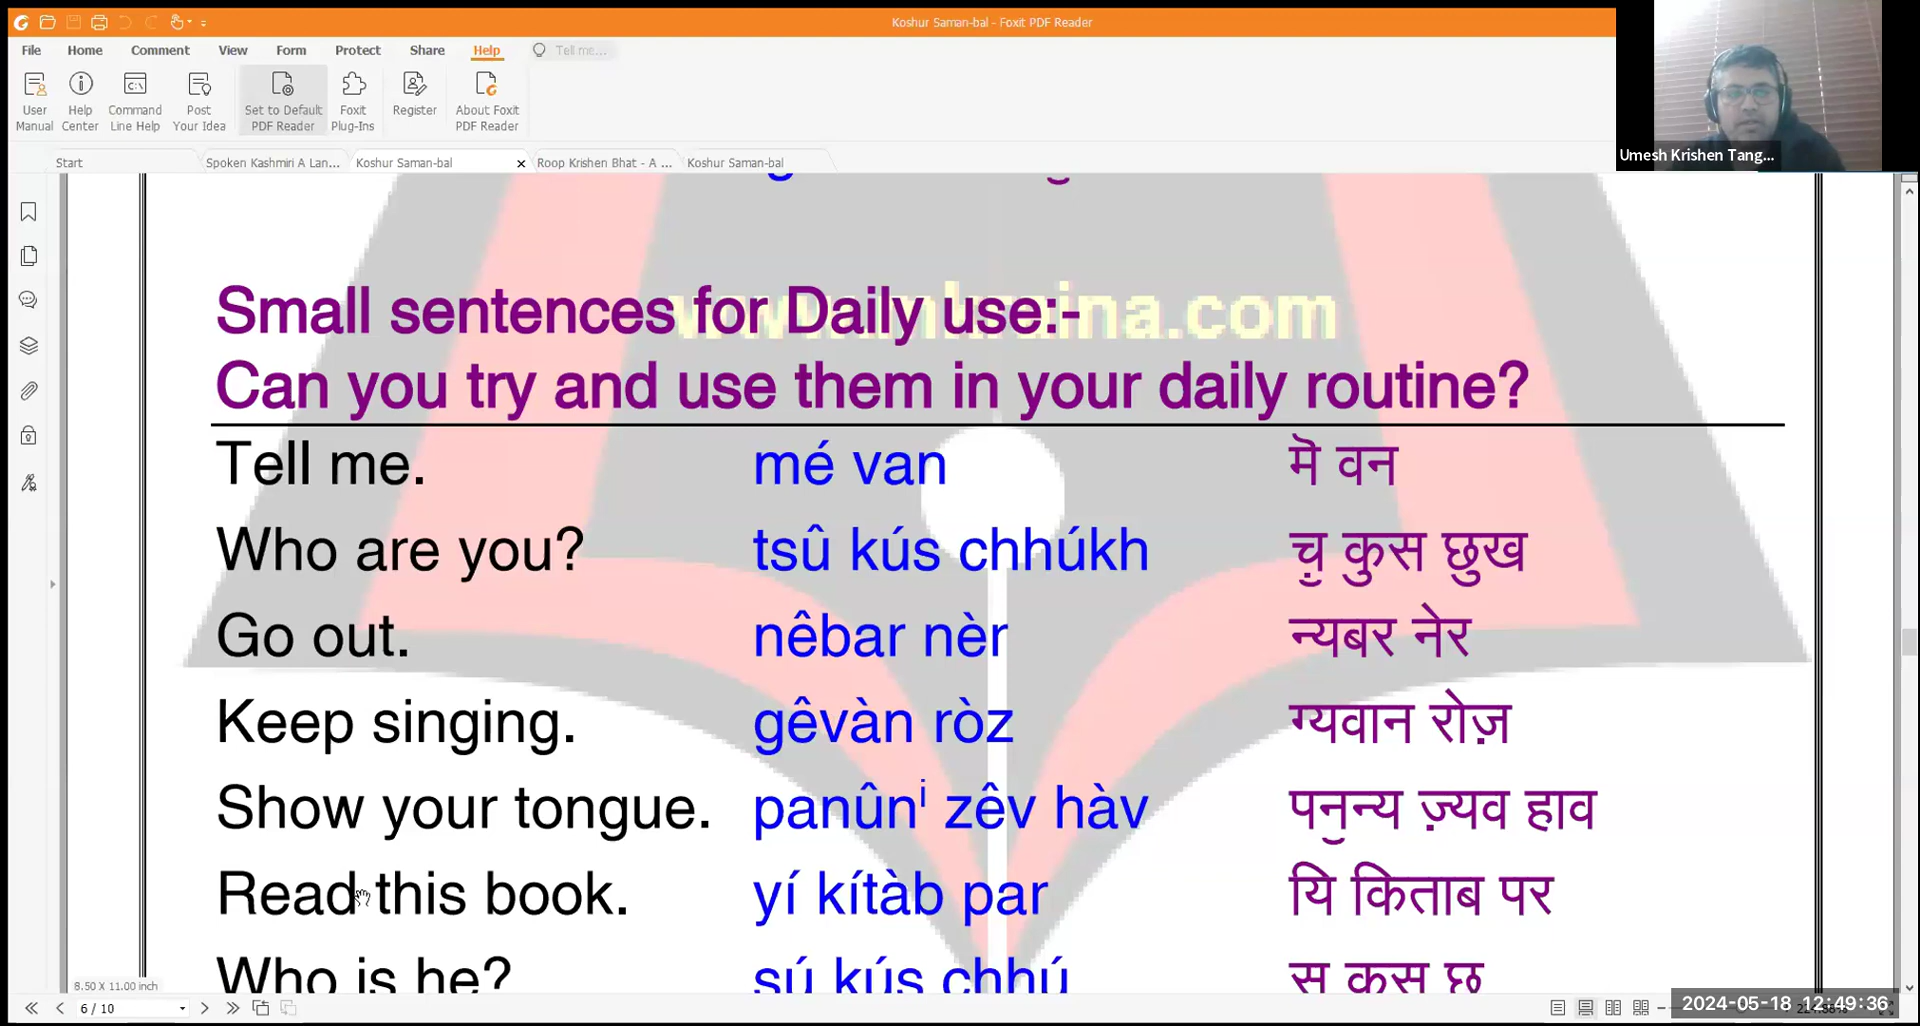 Koshur Saman-bal - Foxit PDF Reader
File Home Comment View Form Protect Share Help Tell me...
User Manual Help Center Command Line Help Post Your Idea Set to Default PDF Reader Foxit Plug-Ins Register About Foxit PDF Reader
Umesh Krishen Tang...
Start Spoken Kashmiri A Lan... Koshur Saman-bal Roop Krishen Bhat - A ... Koshur Saman-bal
Small sentences for Daily use:-
Can you try and use them in your daily routine?
Tell me. mé van मॆ वन
Who are you? tsû kús chhúkh च़ॖ कुस छुख
Go out. nêbar nèr न्यबर नेर
Keep singing. gêvàn ròz ग्यवान रोज़
Show your tongue. panûnⁱ zêv hàv पनॖन्य ज़्यव हाव
Read this book. yí kítàb par यि किताब पर
Who is he? sú kús chhú सु कुस छु
8.50 X 11.00 inch
6 / 10
2024-05-18 12:49:36